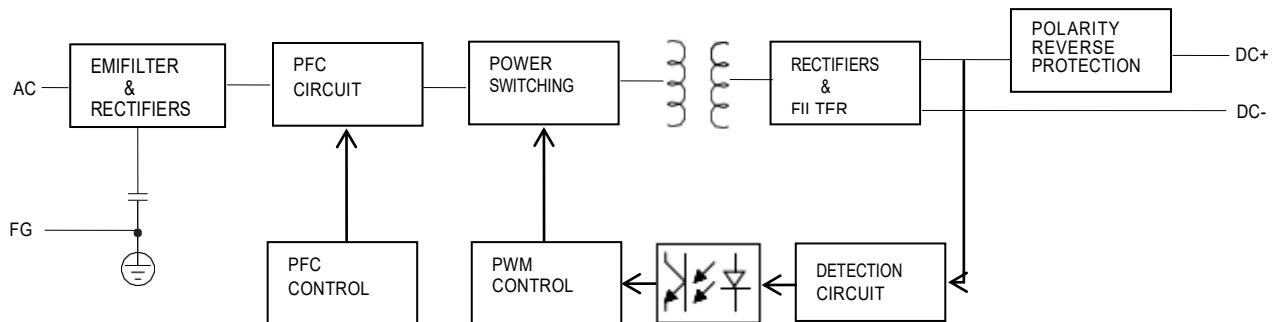 AC
EMIFILTER
&
RECTIFIERS
PFC
CIRCUIT
POWER
SWITCHING
RECTIFIERS
&
FILTER
POLARITY
REVERSE
PROTECTION
DC+
DC-
FG
PFC
CONTROL
PWM
CONTROL
DETECTION
CIRCUIT